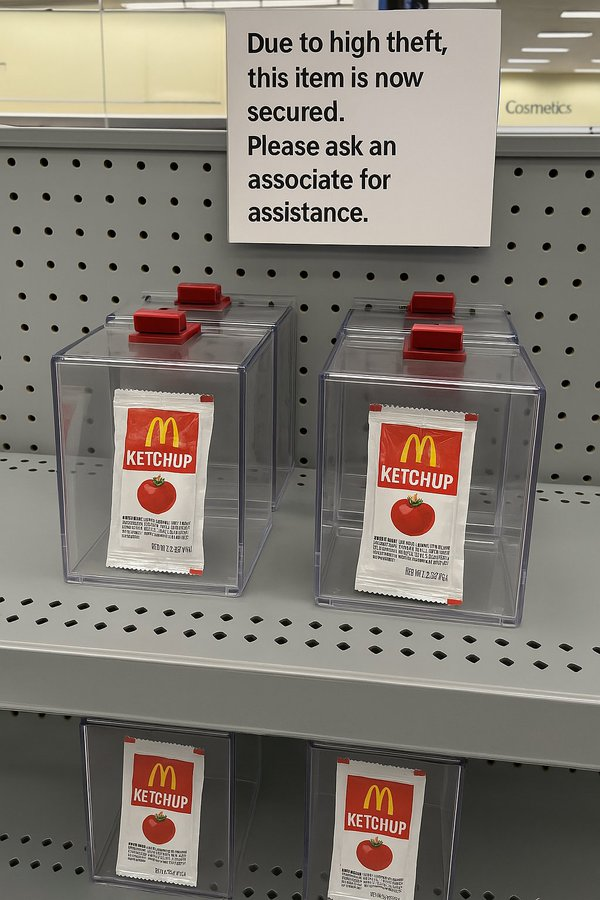 Due to high theft,
this item is now
secured.
Please ask an
associate for
assistance.
Cosmetics
KETCHUP
KETCHUP
KETCHUP
KETCHUP